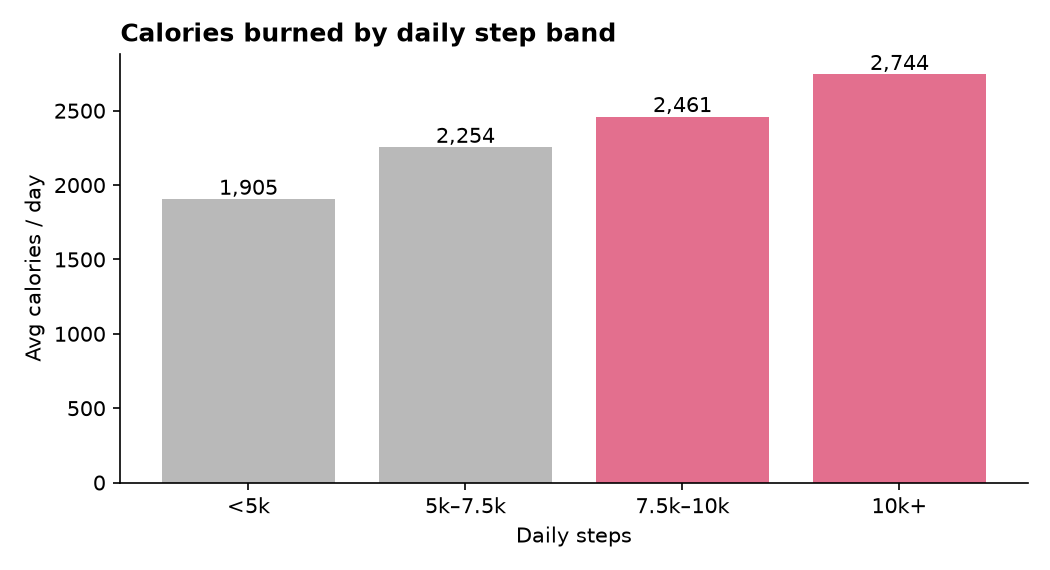 Calories burned by daily step band
Avg calories / day
2500
2000
1500
1000
500
0
1,905
2,254
2,461
2,744
<5k
5k–7.5k
7.5k–10k
10k+
Daily steps